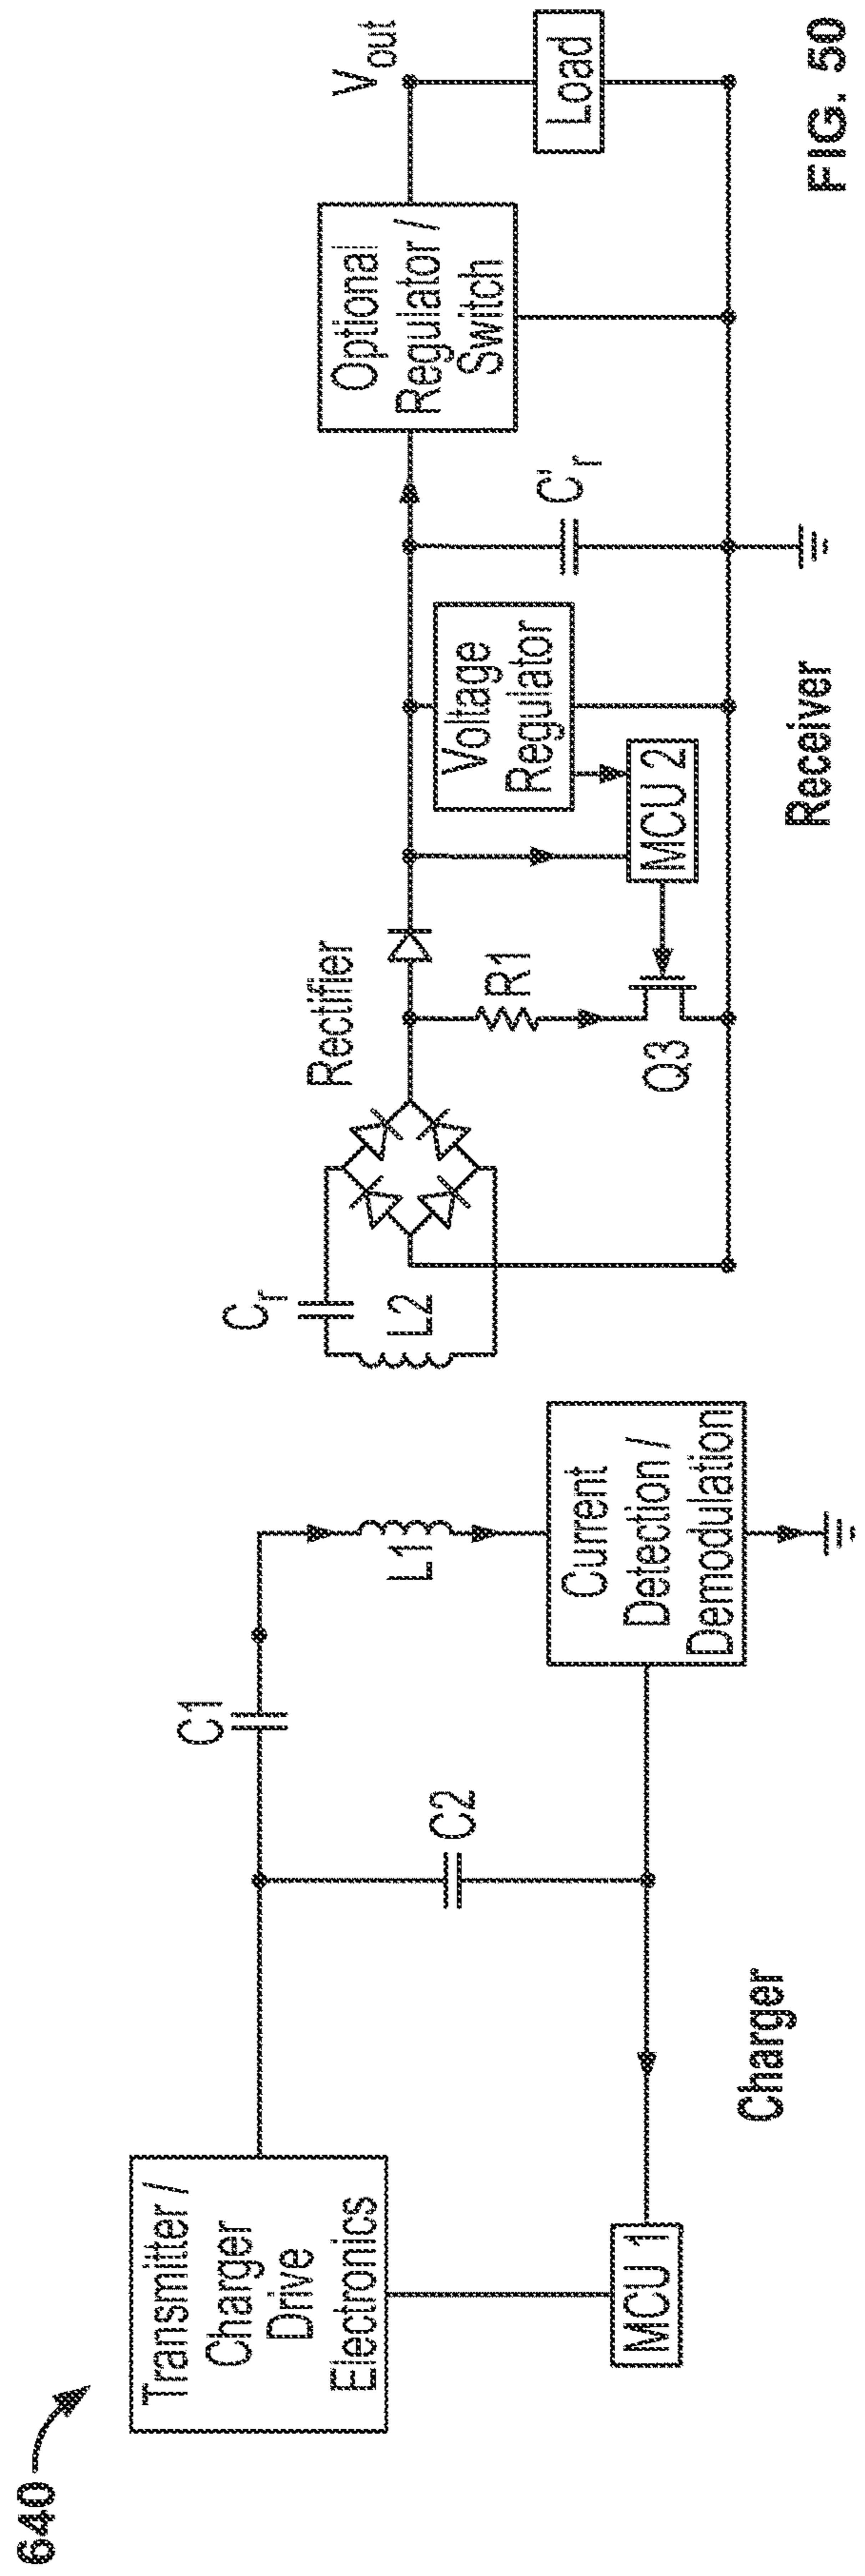 640
Transmitter /
Charger
Drive
Electronics
MCU 1
C1
C2
L1
Current
Detection /
Demodulation
Charger
Cr
L2
Rectifier
R1
Q3
Voltage
Regulator
MCU 2
C'r
Optional
Regulator /
Switch
Vout
Load
Receiver
FIG. 50